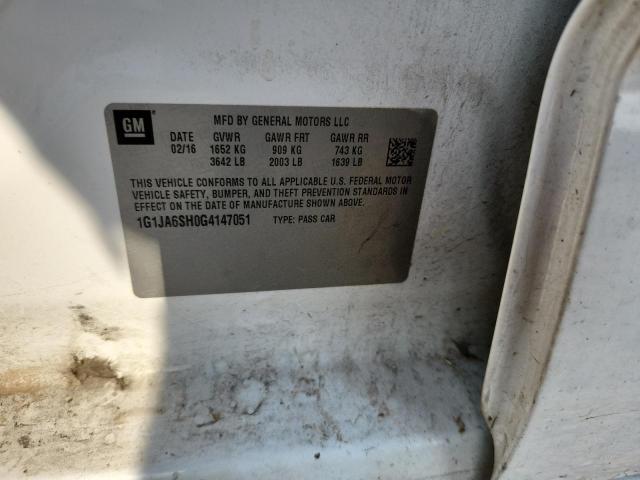 GM MFD BY GENERAL MOTORS LLC
DATE GVWR GAWR FRT GAWR RR
02/16 1652 KG 909 KG 743 KG
3642 LB 2003 LB 1639 LB
THIS VEHICLE CONFORMS TO ALL APPLICABLE U.S. FEDERAL MOTOR
VEHICLE SAFETY, BUMPER, AND THEFT PREVENTION STANDARDS IN
EFFECT ON THE DATE OF MANUFACTURE SHOWN ABOVE.
1G1JA6SH0G4147051 TYPE: PASS CAR